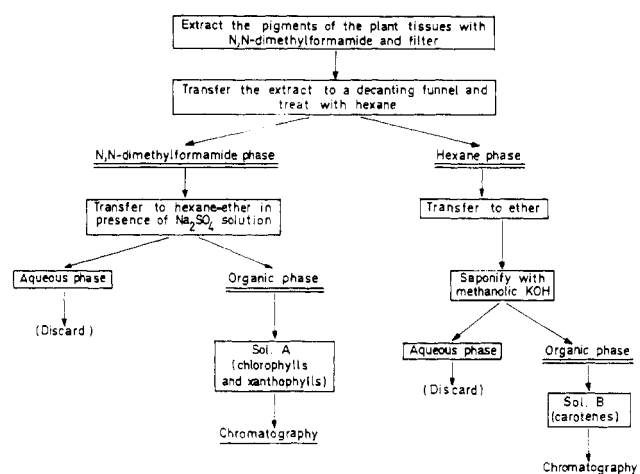 Extract the pigments of the plant tissues with
N,N-dimethylformamide and filter
Transfer the extract to a decanting funnel and
treat with hexane
N,N-dimethylformamide phase
Hexane phase
Transfer to hexane-ether in
presence of Na2SO4 solution
Transfer to ether
Aqueous phase
Organic phase
Saponify with
methanolic KOH
(Discard)
Sol. A
(chlorophylls
and xanthophylls)
Aqueous phase
Organic phase
(Discard)
Sol. B
(carotenes)
Chromatography
Chromatography